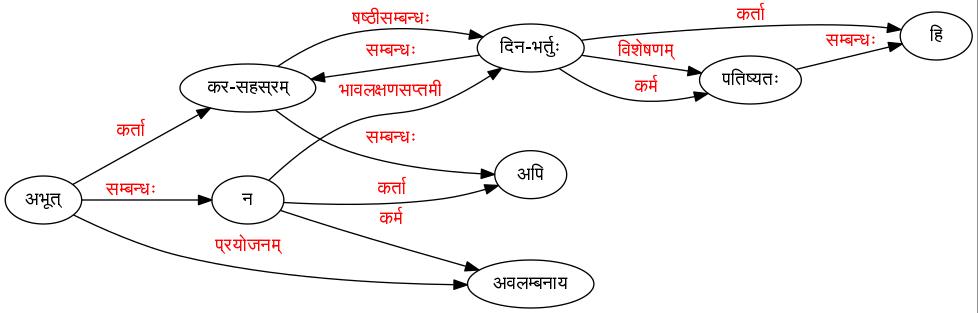 षष्ठीसम्बन्धः
कर्ता
दिन-भर्तुः
हि
सम्बन्धः
विशेषणम्
सम्बन्धः
कर-सहस्रम्
भावलक्षणसप्तमी
कर्म
पतिष्यतः
कर्ता
सम्बन्धः
अपि
अभूत्
सम्बन्धः
न
कर्ता
कर्म
प्रयोजनम्
अवलम्बनाय